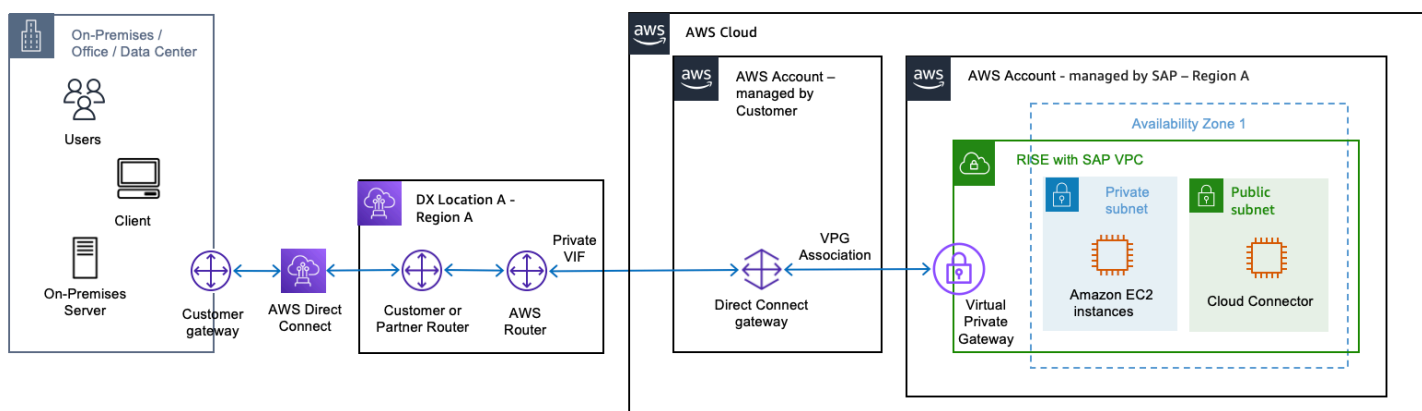 On-Premises /
Office / Data Center
Users
Client
On-Premises
Server
Customer
gateway
AWS Direct
Connect
DX Location A -
Region A
Customer or
Partner Router
AWS
Router
Private
VIF
aws
AWS Cloud
aws
AWS Account –
managed by
Customer
Direct Connect
gateway
VPG
Association
aws
AWS Account - managed by SAP – Region A
Availability Zone 1
RISE with SAP VPC
Virtual
Private
Gateway
Private
subnet
Amazon EC2
instances
Public
subnet
Cloud Connector